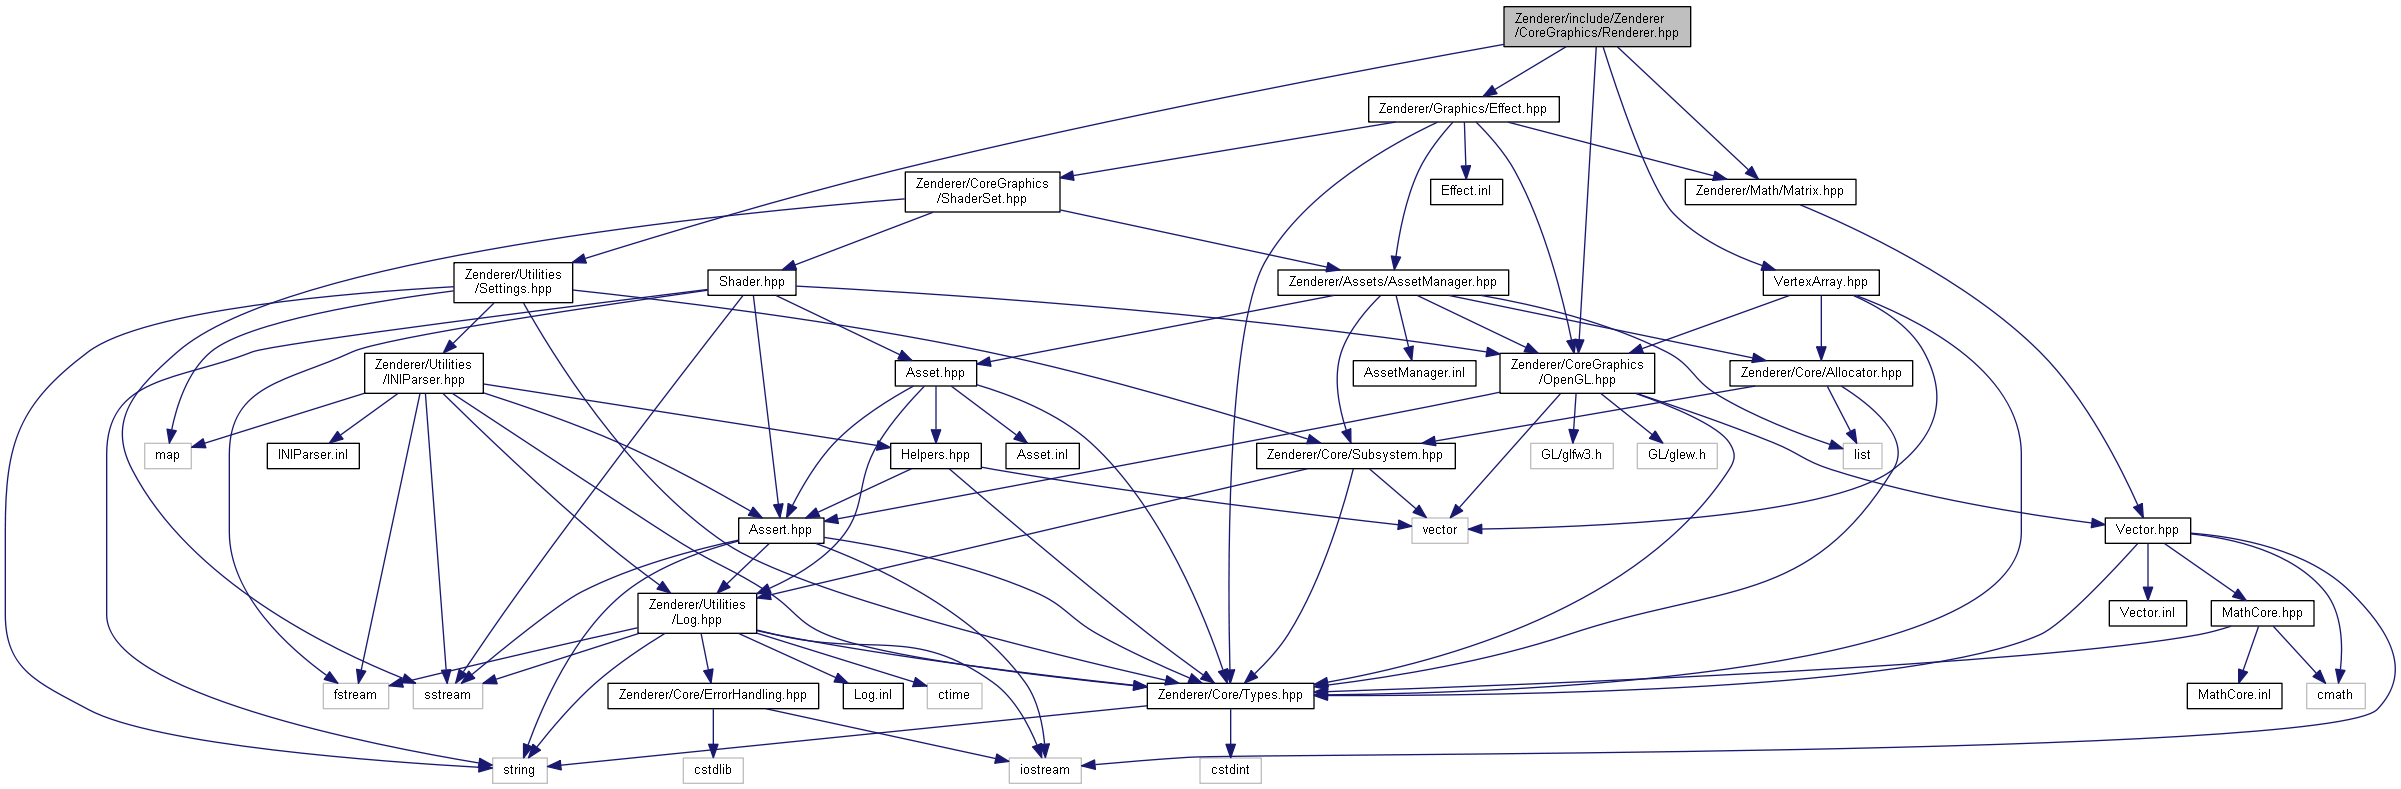 Zenderer/include/Zenderer
/CoreGraphics/Renderer.hpp
Zenderer/Graphics/Effect.hpp
Zenderer/CoreGraphics
/ShaderSet.hpp
Effect.inl
Zenderer/Math/Matrix.hpp
Zenderer/Utilities
/Settings.hpp
Shader.hpp
Zenderer/Assets/AssetManager.hpp
VertexArray.hpp
Zenderer/Utilities
/INIParser.hpp
Asset.hpp
AssetManager.inl
Zenderer/CoreGraphics
/OpenGL.hpp
Zenderer/Core/Allocator.hpp
map
INIParser.inl
Helpers.hpp
Asset.inl
Zenderer/Core/Subsystem.hpp
GL/glfw3.h
GL/glew.h
list
Assert.hpp
vector
Vector.hpp
Zenderer/Utilities
/Log.hpp
Vector.inl
MathCore.hpp
fstream
sstream
Zenderer/Core/ErrorHandling.hpp
Log.inl
ctime
Zenderer/Core/Types.hpp
MathCore.inl
cmath
string
cstdlib
iostream
cstdint